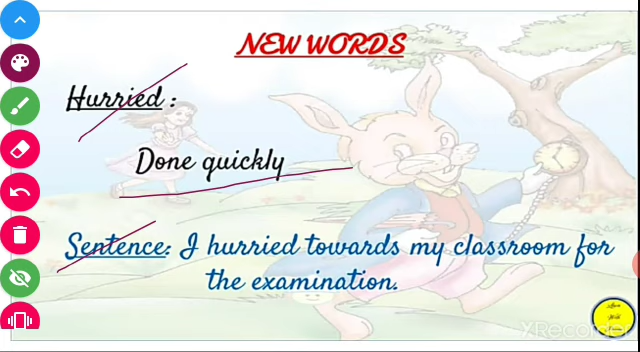 NEW WORDS
Hurried :
Done quickly
Sentence: I hurried towards my classroom for
the examination.
XRecorder